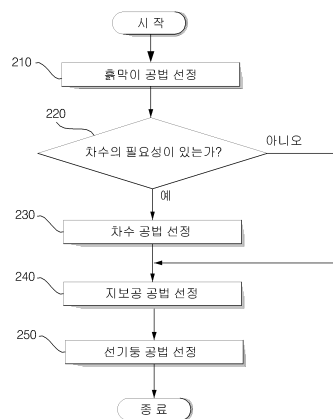 시 작
210
흙막이 공법 선정
220
차수의 필요성이 있는가?
아니오
예
230
차수 공법 선정
240
지보공 공법 선정
250
선기둥 공법 선정
종 료